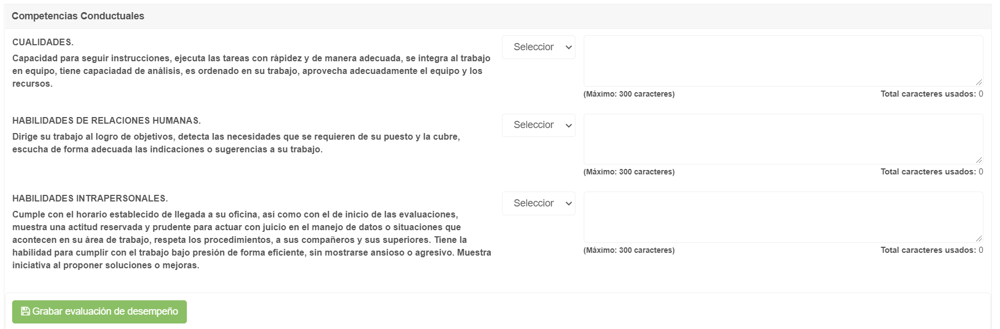 Competencias Conductuales
CUALIDADES.
Capacidad para seguir instrucciones, ejecuta las tareas con rápidez y de manera adecuada, se integra al trabajo
en equipo, tiene capaciadad de análisis, es ordenado en su trabajo, aprovecha adecuadamente el equipo y los
recursos.
Seleccior
(Máximo: 300 caracteres)
Total caracteres usados: 0
HABILIDADES DE RELACIONES HUMANAS.
Dirige su trabajo al logro de objetivos, detecta las necesidades que se requieren de su puesto y la cubre,
escucha de forma adecuada las indicaciones o sugerencias a su trabajo.
Seleccior
(Máximo: 300 caracteres)
Total caracteres usados: 0
HABILIDADES INTRAPERSONALES.
Cumple con el horario establecido de llegada a su oficina, así como con el de inicio de las evaluaciones,
muestra una actitud reservada y prudente para actuar con juicio en el manejo de datos o situaciones que
acontecen en su área de trabajo, respeta los procedimientos, a sus compañeros y sus superiores. Tiene la
habilidad para cumplir con el trabajo bajo presión de forma eficiente, sin mostrarse ansioso o agresivo. Muestra
iniciativa al proponer soluciones o mejoras.
Seleccior
(Máximo: 300 caracteres)
Total caracteres usados: 0
Grabar evaluación de desempeño